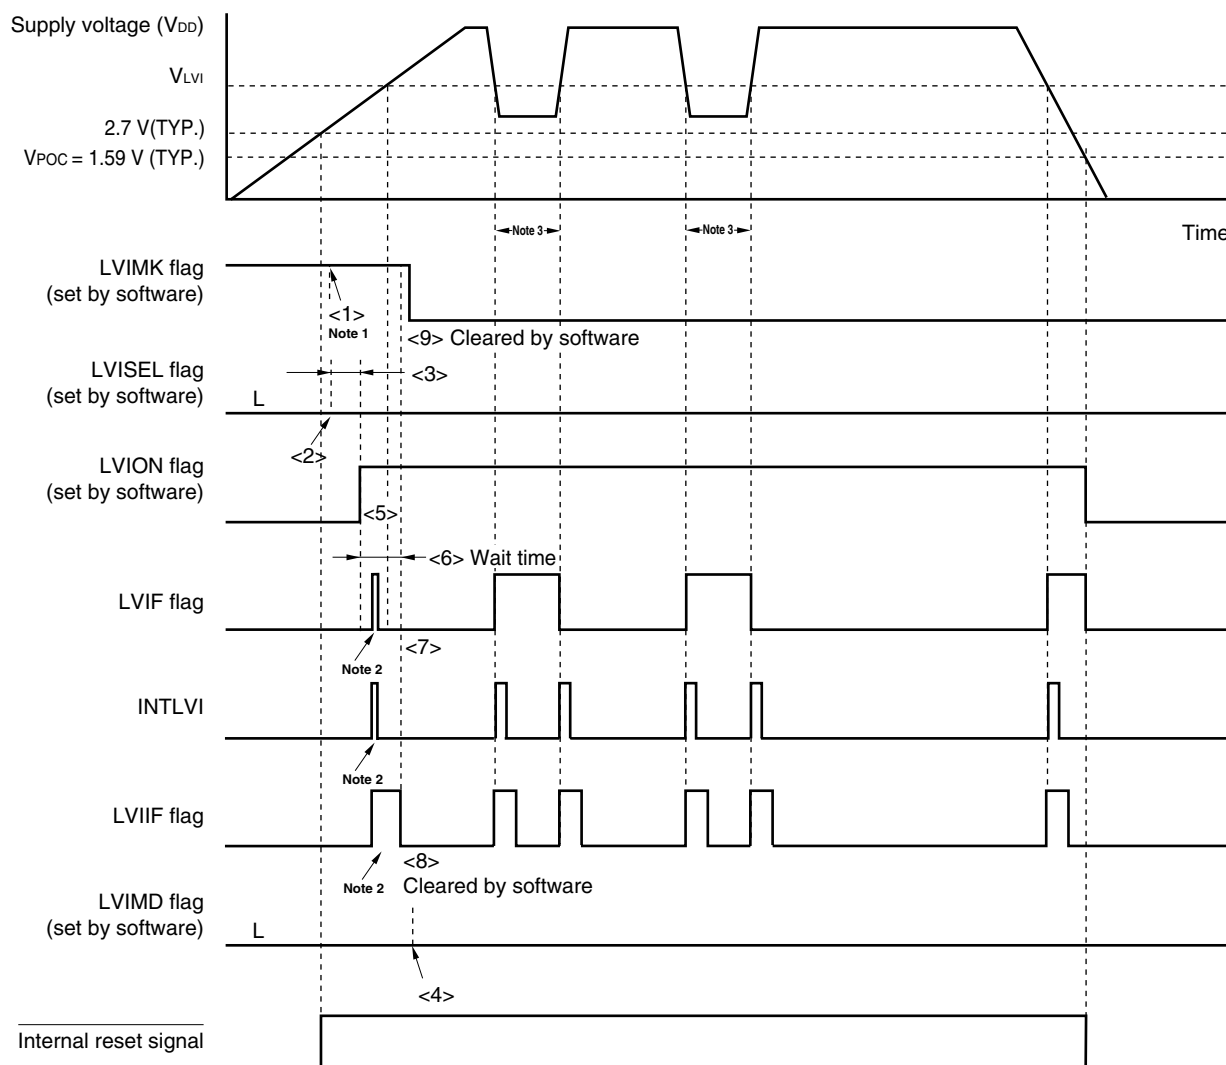 Supply voltage (VDD)
VLVI
2.7 V(TYP.)
VPOC = 1.59 V (TYP.)
Note 3
Note 3
Time
LVIMK flag
(set by software)
<1>
Note 1
<9> Cleared by software
LVISEL flag
(set by software)
<3>
L
<2>
LVION flag
(set by software)
<5>
<6> Wait time
LVIF flag
<7>
Note 2
INTLVI
Note 2
LVIIF flag
<8>
Note 2
Cleared by software
LVIMD flag
(set by software)
L
<4>
Internal reset signal